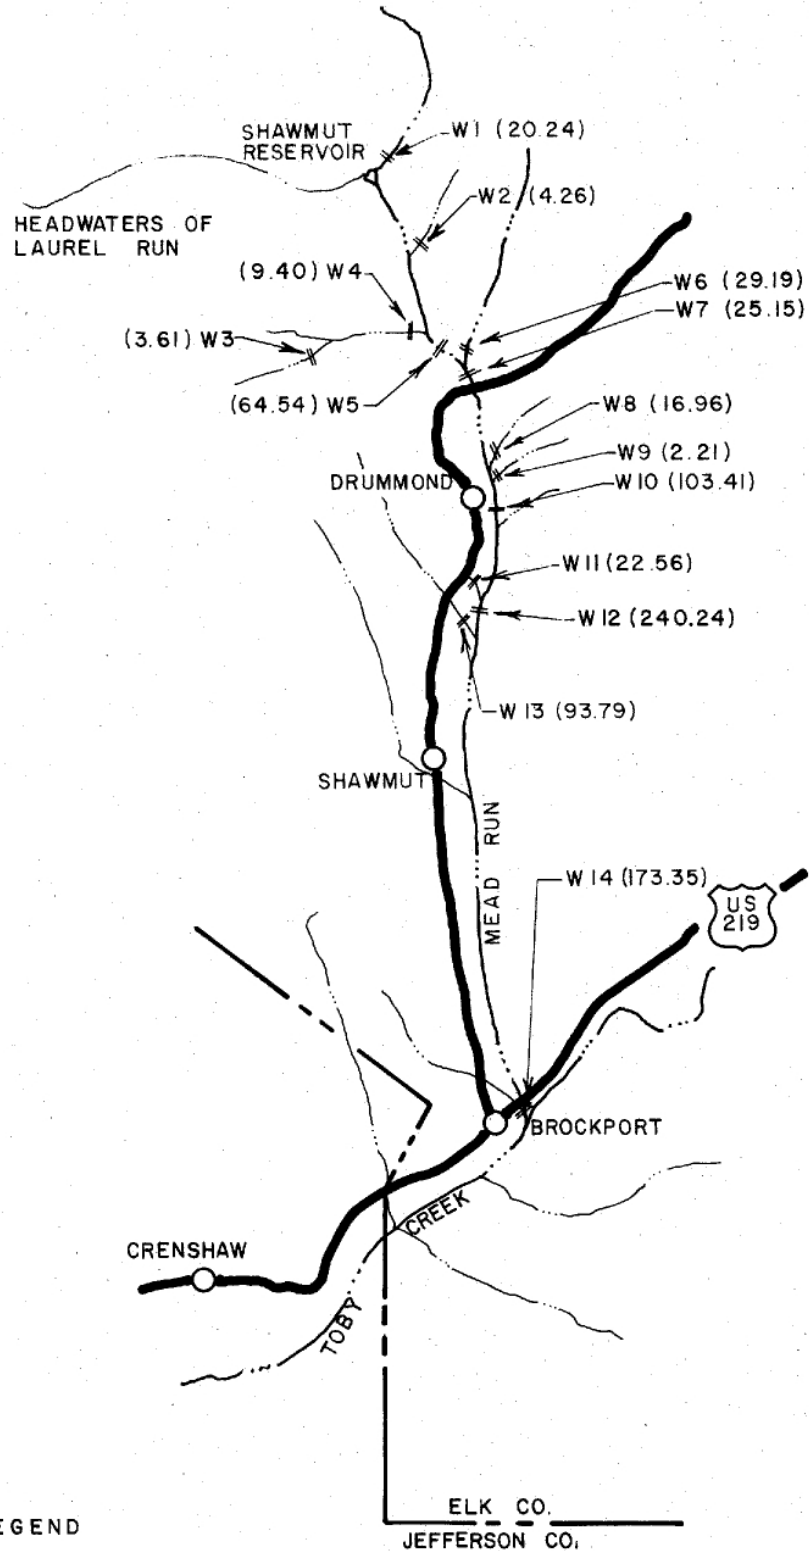 SHAWMUT
RESERVOIR
W1 (20.24)
W2 (4.26)
HEADWATERS OF
LAUREL RUN
(9.40) W4
W6 (29.19)
W7 (25.15)
(3.61) W3
(64.54) W5
W8 (16.96)
W9 (2.21)
DRUMMOND
W10 (103.41)
W11 (22.56)
W12 (240.24)
W13 (93.79)
SHAWMUT
MEAD RUN
W14 (173.35)
US
219
BROCKPORT
CREEK
CRENSHAW
TOBY
ELK CO.
EGEND
JEFFERSON CO.